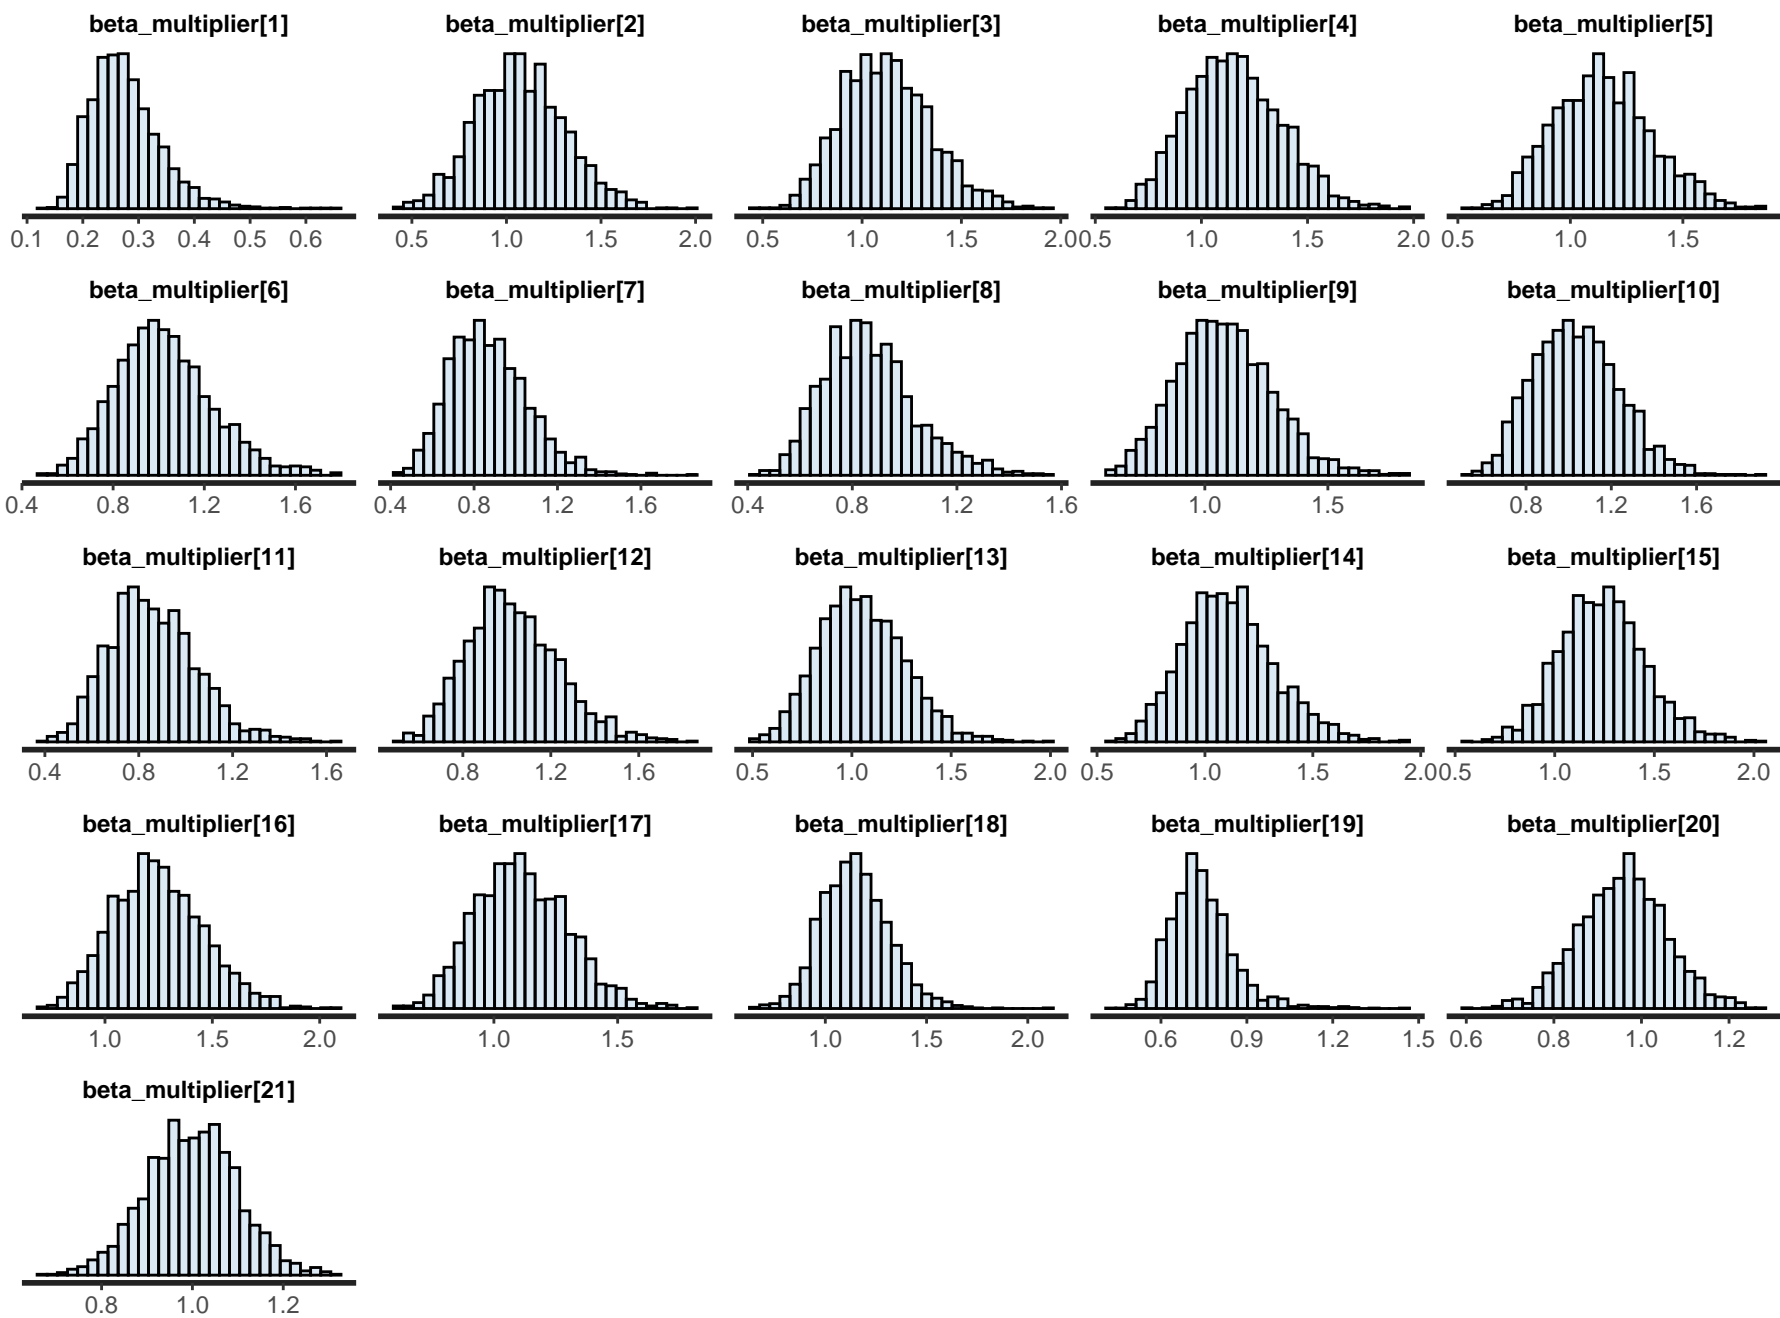 beta_multiplier[1] beta_multiplier[2] beta_multiplier[3] beta_multiplier[4] beta_multiplier[5]
0.1 0.2 0.3 0.4 0.5 0.6 0.5 1.0 1.5 2.0 0.5 1.0 1.5 2.0 0.5 1.0 1.5 2.0 0.5 1.0 1.5
beta_multiplier[6] beta_multiplier[7] beta_multiplier[8] beta_multiplier[9] beta_multiplier[10]
0.4 0.8 1.2 1.6 0.4 0.8 1.2 1.6 0.4 0.8 1.2 1.6 1.0 1.5 0.8 1.2 1.6
beta_multiplier[11] beta_multiplier[12] beta_multiplier[13] beta_multiplier[14] beta_multiplier[15]
0.4 0.8 1.2 1.6 0.8 1.2 1.6 0.5 1.0 1.5 2.0 0.5 1.0 1.5 2.0 0.5 1.0 1.5 2.0
beta_multiplier[16] beta_multiplier[17] beta_multiplier[18] beta_multiplier[19] beta_multiplier[20]
1.0 1.5 2.0 1.0 1.5 1.0 1.5 2.0 0.6 0.9 1.2 1.5 0.6 0.8 1.0 1.2
beta_multiplier[21]
0.8 1.0 1.2